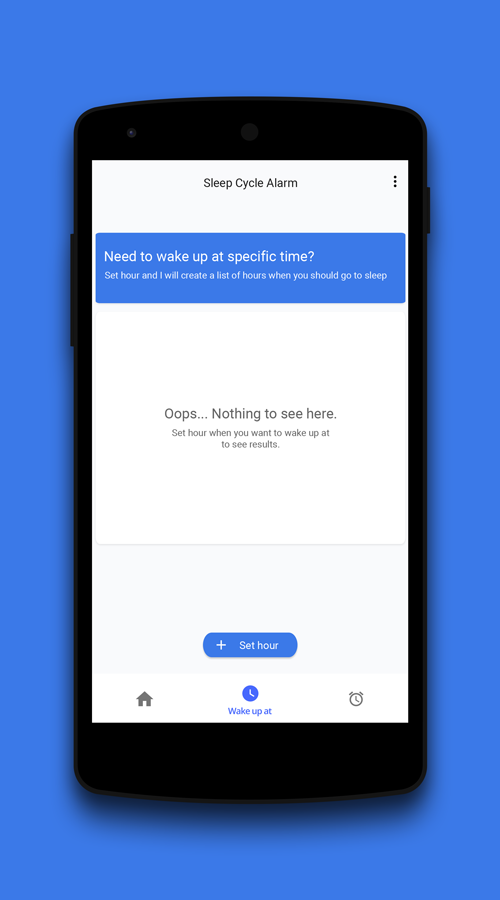 Sleep Cycle Alarm
Need to wake up at specific time?
Set hour and I will create a list of hours when you should go to sleep
Oops... Nothing to see here.
Set hour when you want to wake up at
to see results.
Set hour
Wake up at